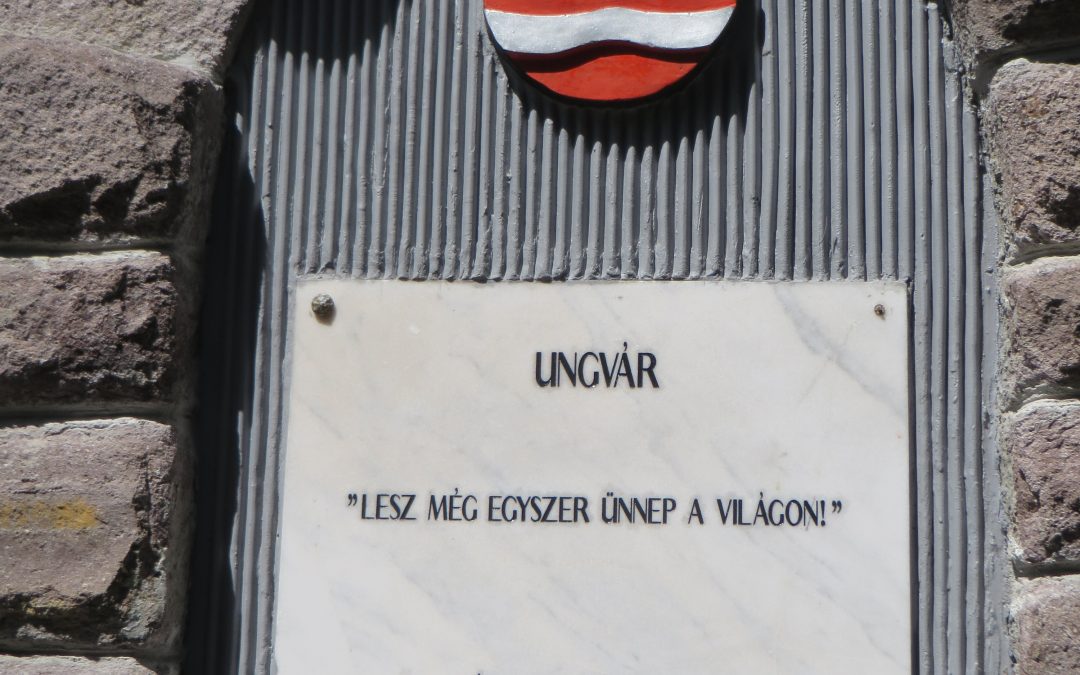 UNGVÁR
”LESZ MÉG EGYSZER ÜNNEP A VILÁGON!”